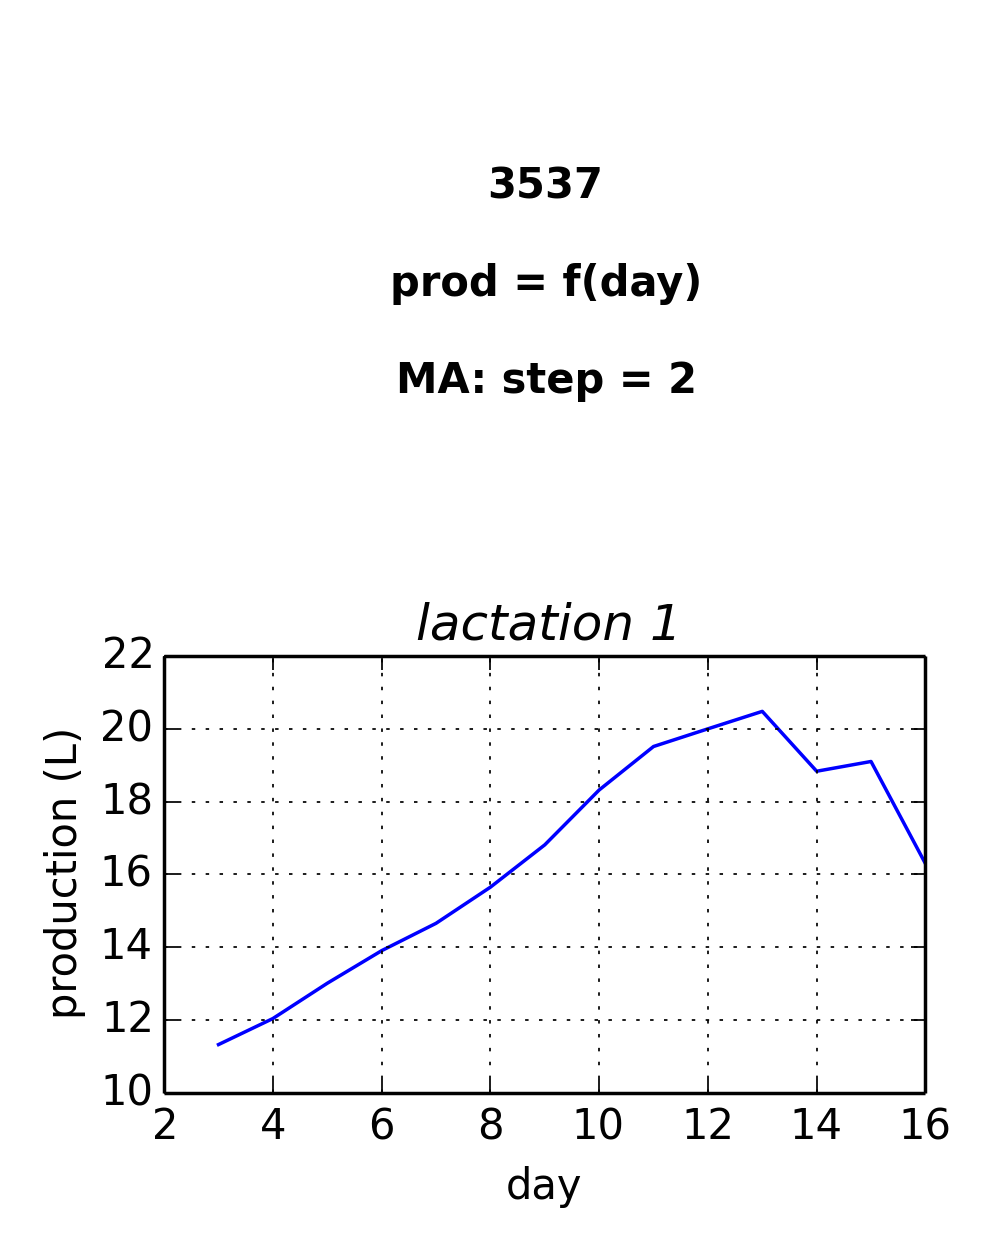 3537
prod = f(day)
MA: step = 2
lactation 1
22
20
18
16
14
12
10
production (L)
2 4 6 8 10 12 14 16
day